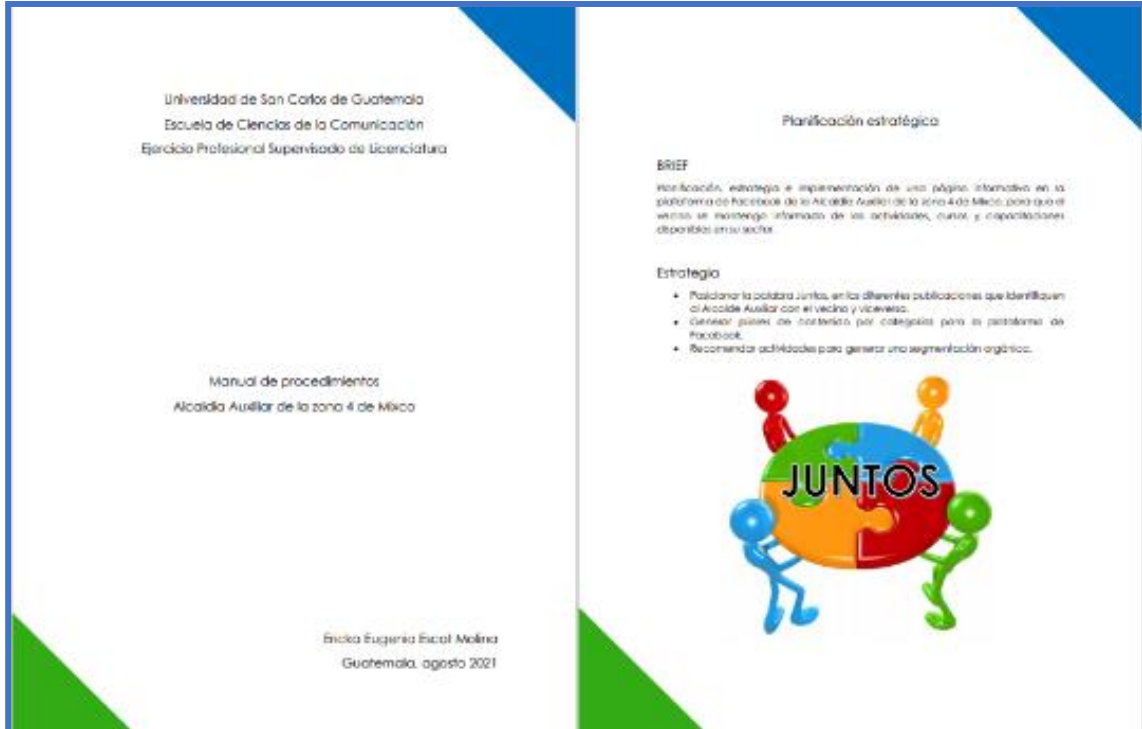 Universidad de San Carlos de Guatemala
Escuela de Ciencias de la Comunicación
Ejercicio Profesional Supervisado de Licenciatura
Manual de procedimientos
Alcaldía Auxiliar de la zona 4 de Mixco
Ericka Eugenia Escot Molina
Guatemala, agosto 2021
Planificación estratégica
BRIEF
Planificación, estrategia e implementación de una página informativa en la
plataforma de Facebook de la Alcaldía Auxiliar de la zona 4 de Mixco, para que el
vecino se mantenga informado de las actividades, cursos y capacitaciones
disponibles en su sector
Estrategia
• Posicionar la palabra Juntos, en las diferentes publicaciones que identifiquen
al Alcalde Auxiliar con el vecino y viceversa.
• Generar pilares de contenido por categorías para la plataforma de
Facebook.
• Recomendar actividades para generar una segmentación orgánica.
JUNTOS